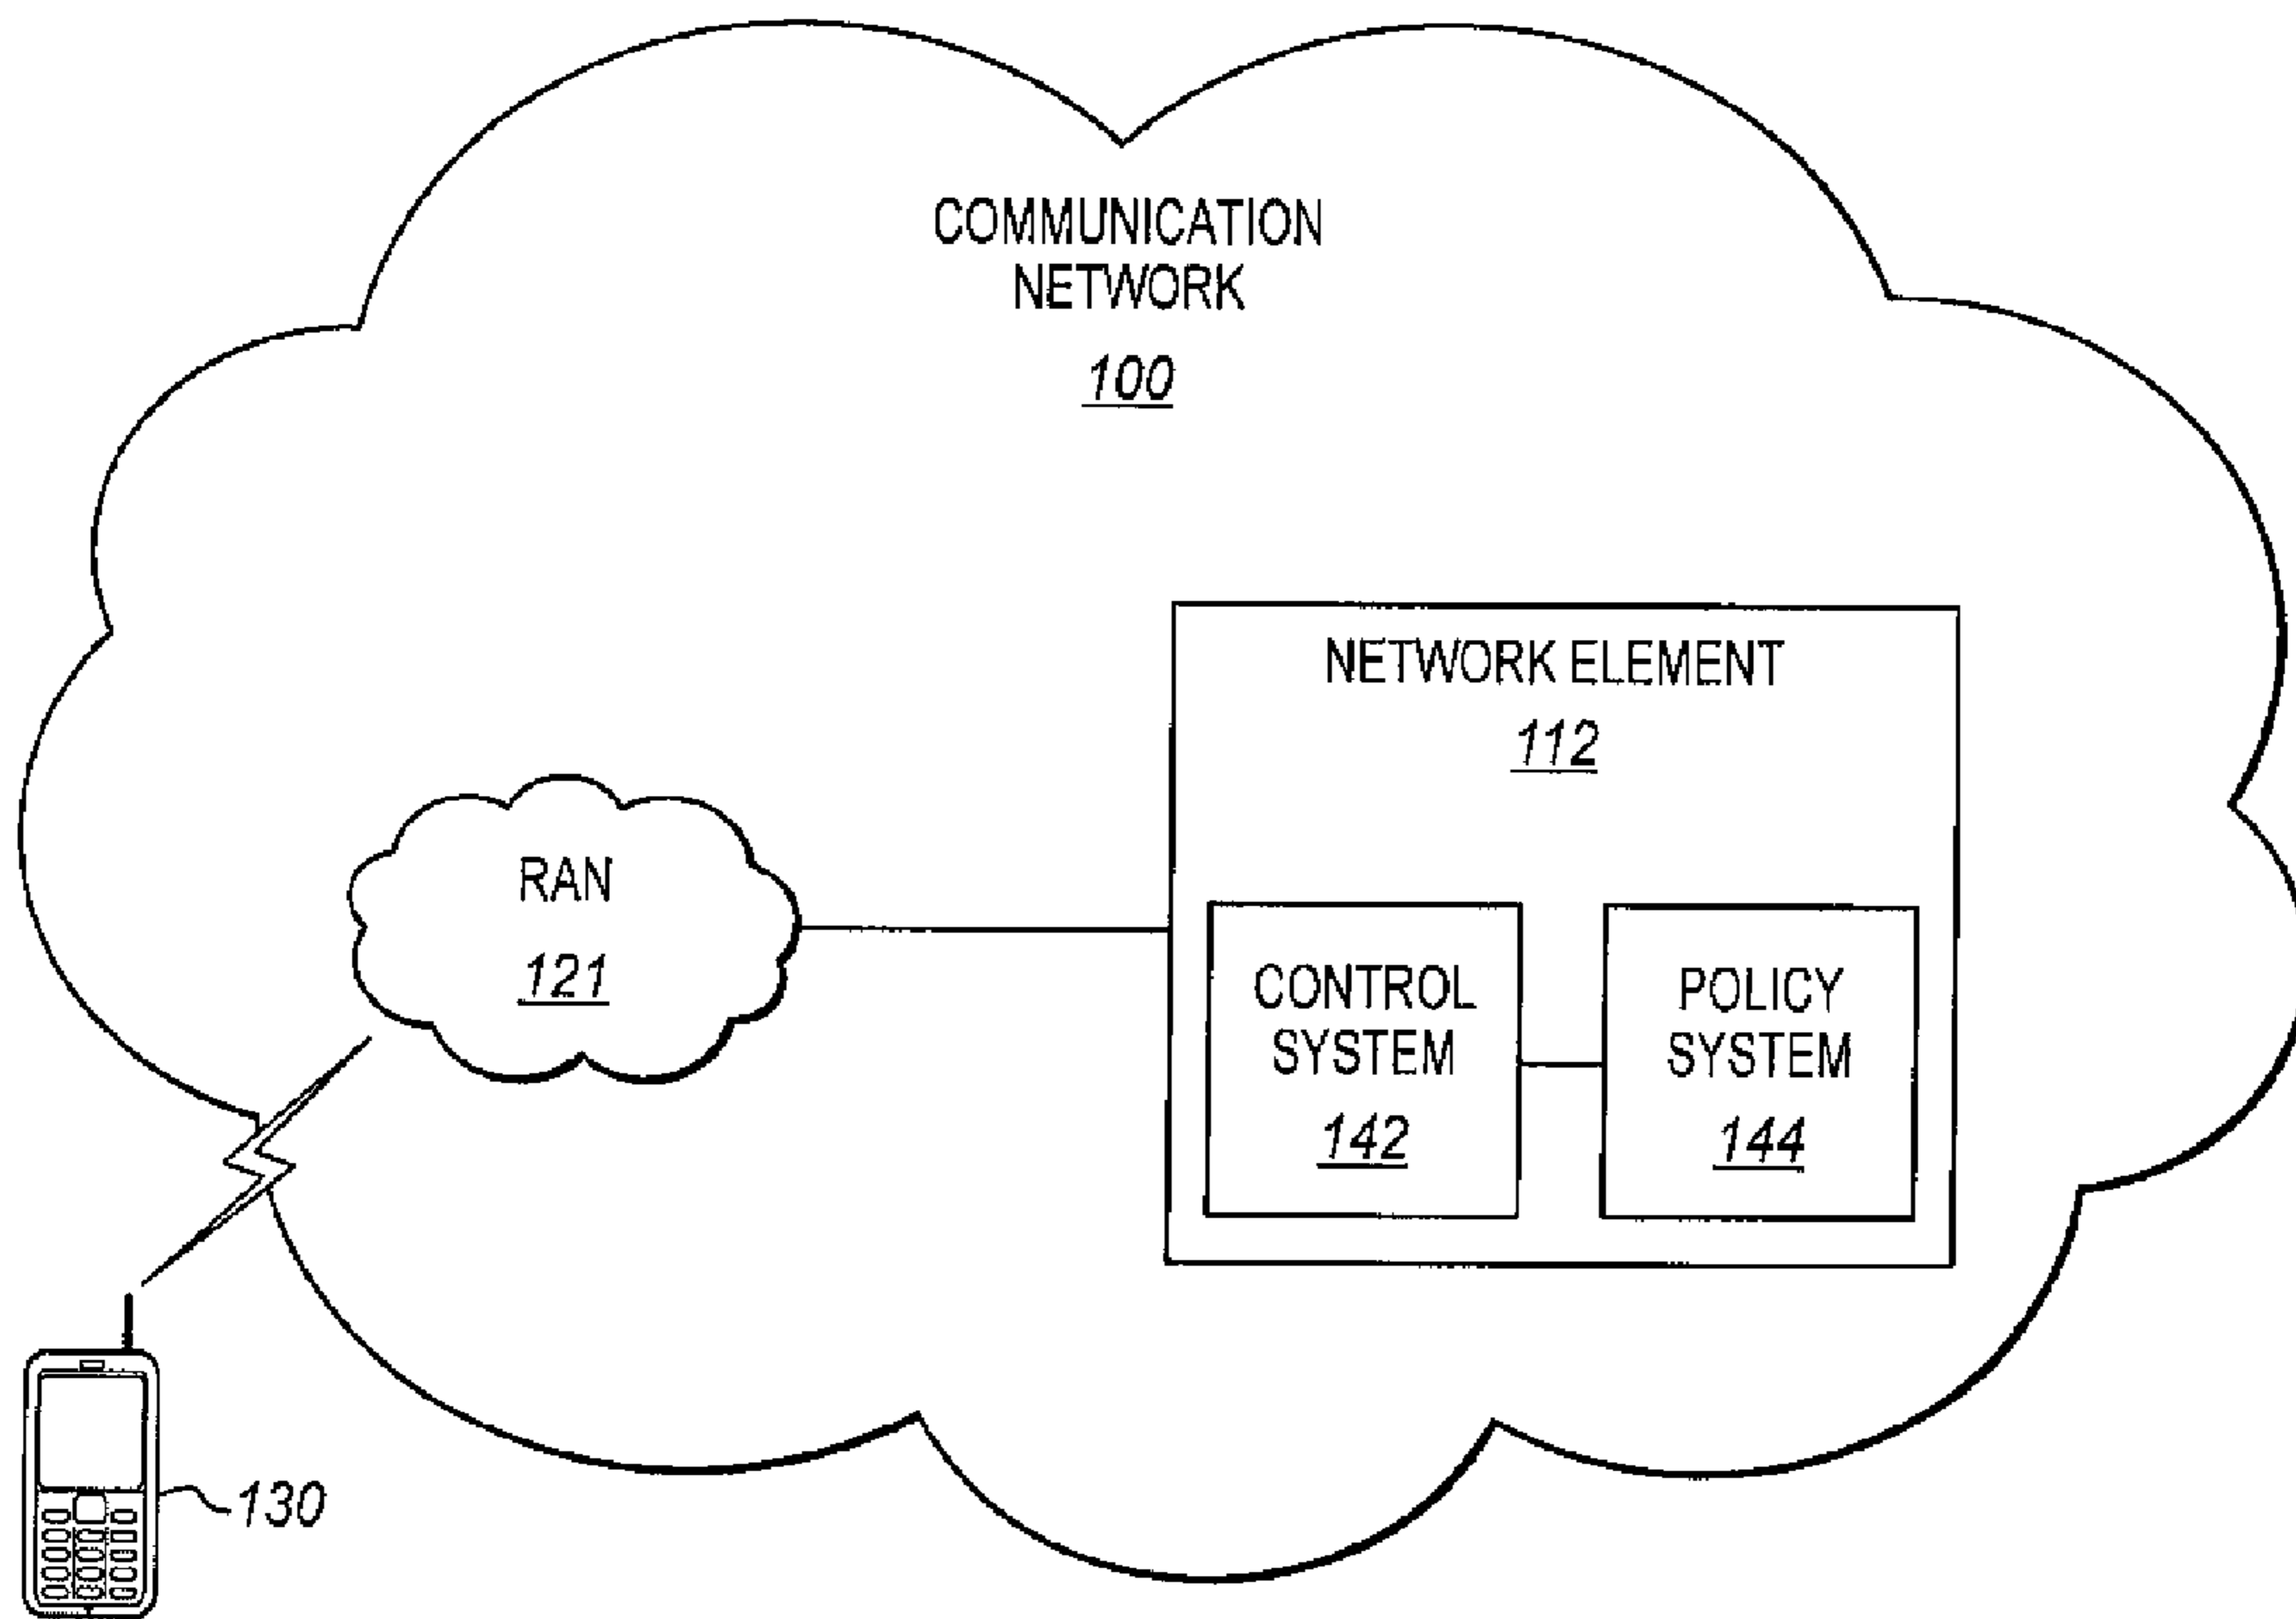 COMMUNICATION
NETWORK
100
NETWORK ELEMENT
112
RAN
121
CONTROL
SYSTEM
142
POLICY
SYSTEM
144
130